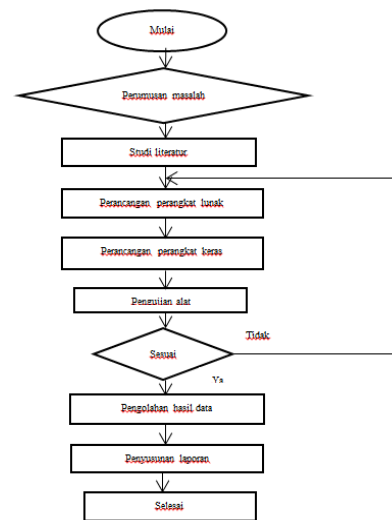 Mulai
Perumusan masalah
Studi literatur
Perancangan perangkat lunak
Perancangan perangkat keras
Pengujian alat
Tidak
Sesuai
Ya
Pengolahan hasil data
Penyusunan laporan
Selesai